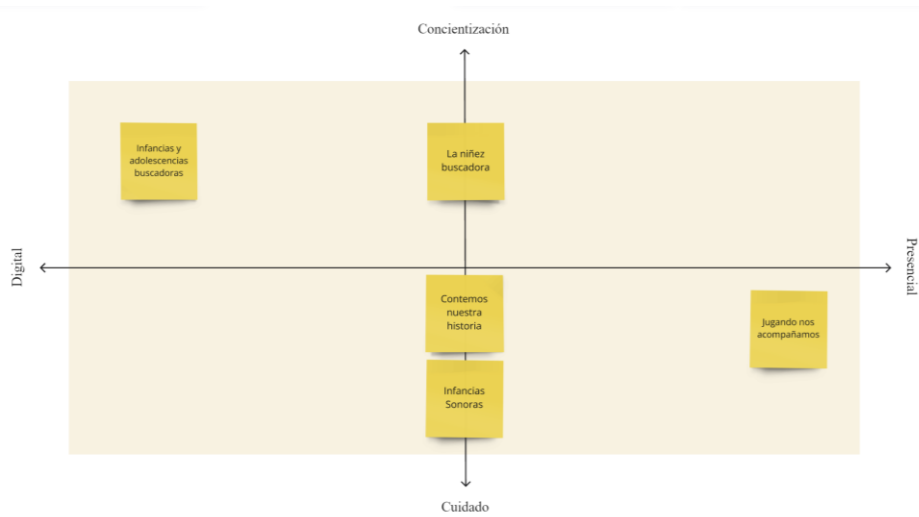 Concientización
Infancias y
adolescencias
buscadoras
La niñez
buscadora
Digital
Presencial
Contemos
nuestra
historia
Jugando nos
acompañamos
Infancias
Sonoras
Cuidado